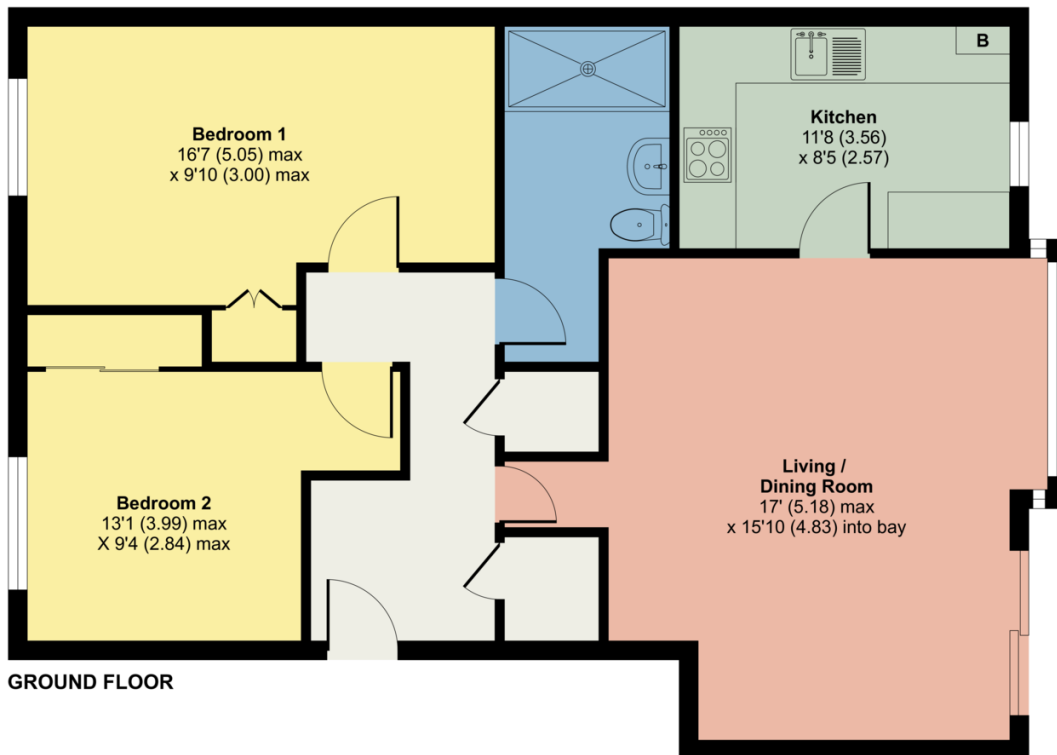 Bedroom 1
16'7 (5.05) max
x 9'10 (3.00) max
B
Kitchen
11'8 (3.56)
x 8'5 (2.57)
Bedroom 2
13'1 (3.99) max
X 9'4 (2.84) max
Living /
Dining Room
17' (5.18) max
x 15'10 (4.83) into bay
GROUND FLOOR